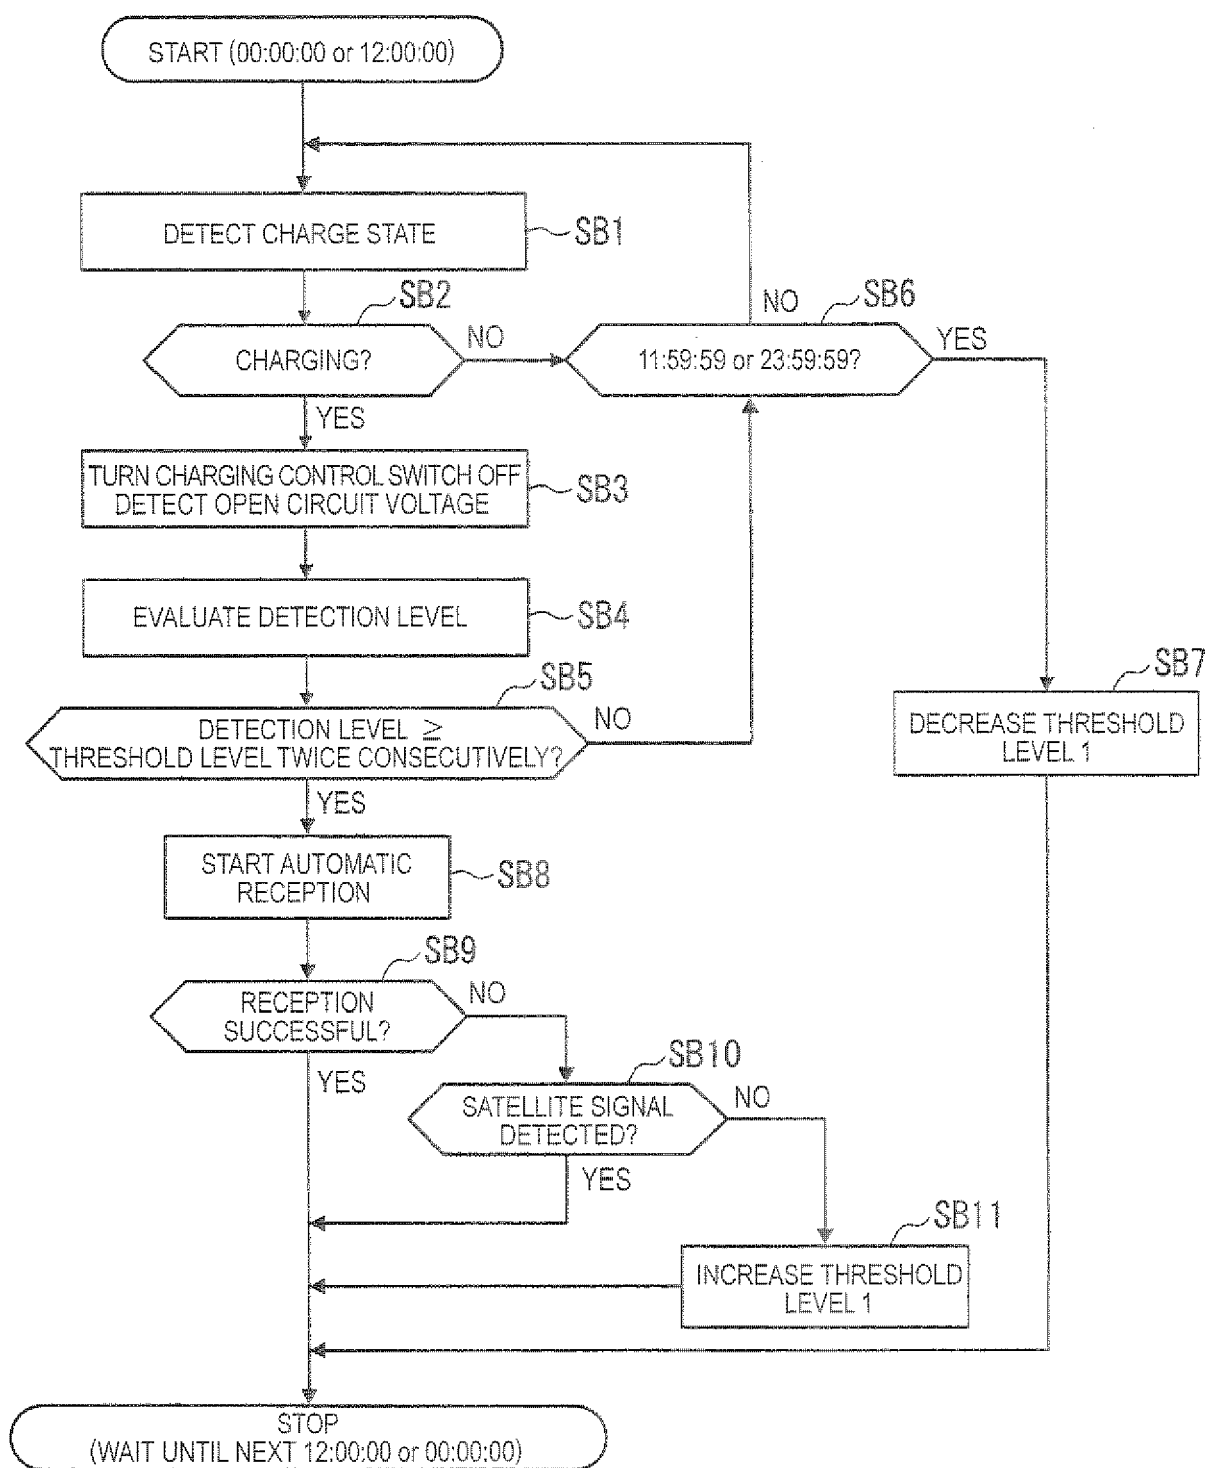 START (00:00:00 or 12:00:00)
DETECT CHARGE STATE
SB1
SB2
CHARGING?
NO
YES
NO
SB6
11:59:59 or 23:59:59?
YES
TURN CHARGING CONTROL SWITCH OFF
DETECT OPEN CIRCUIT VOLTAGE
SB3
EVALUATE DETECTION LEVEL
SB4
SB5
DETECTION LEVEL ≥
THRESHOLD LEVEL TWICE CONSECUTIVELY?
NO
YES
SB7
DECREASE THRESHOLD
LEVEL 1
START AUTOMATIC
RECEPTION
SB8
SB9
RECEPTION
SUCCESSFUL?
NO
YES
SB10
SATELLITE SIGNAL
DETECTED?
NO
YES
SB11
INCREASE THRESHOLD
LEVEL 1
STOP
(WAIT UNTIL NEXT 12:00:00 or 00:00:00)